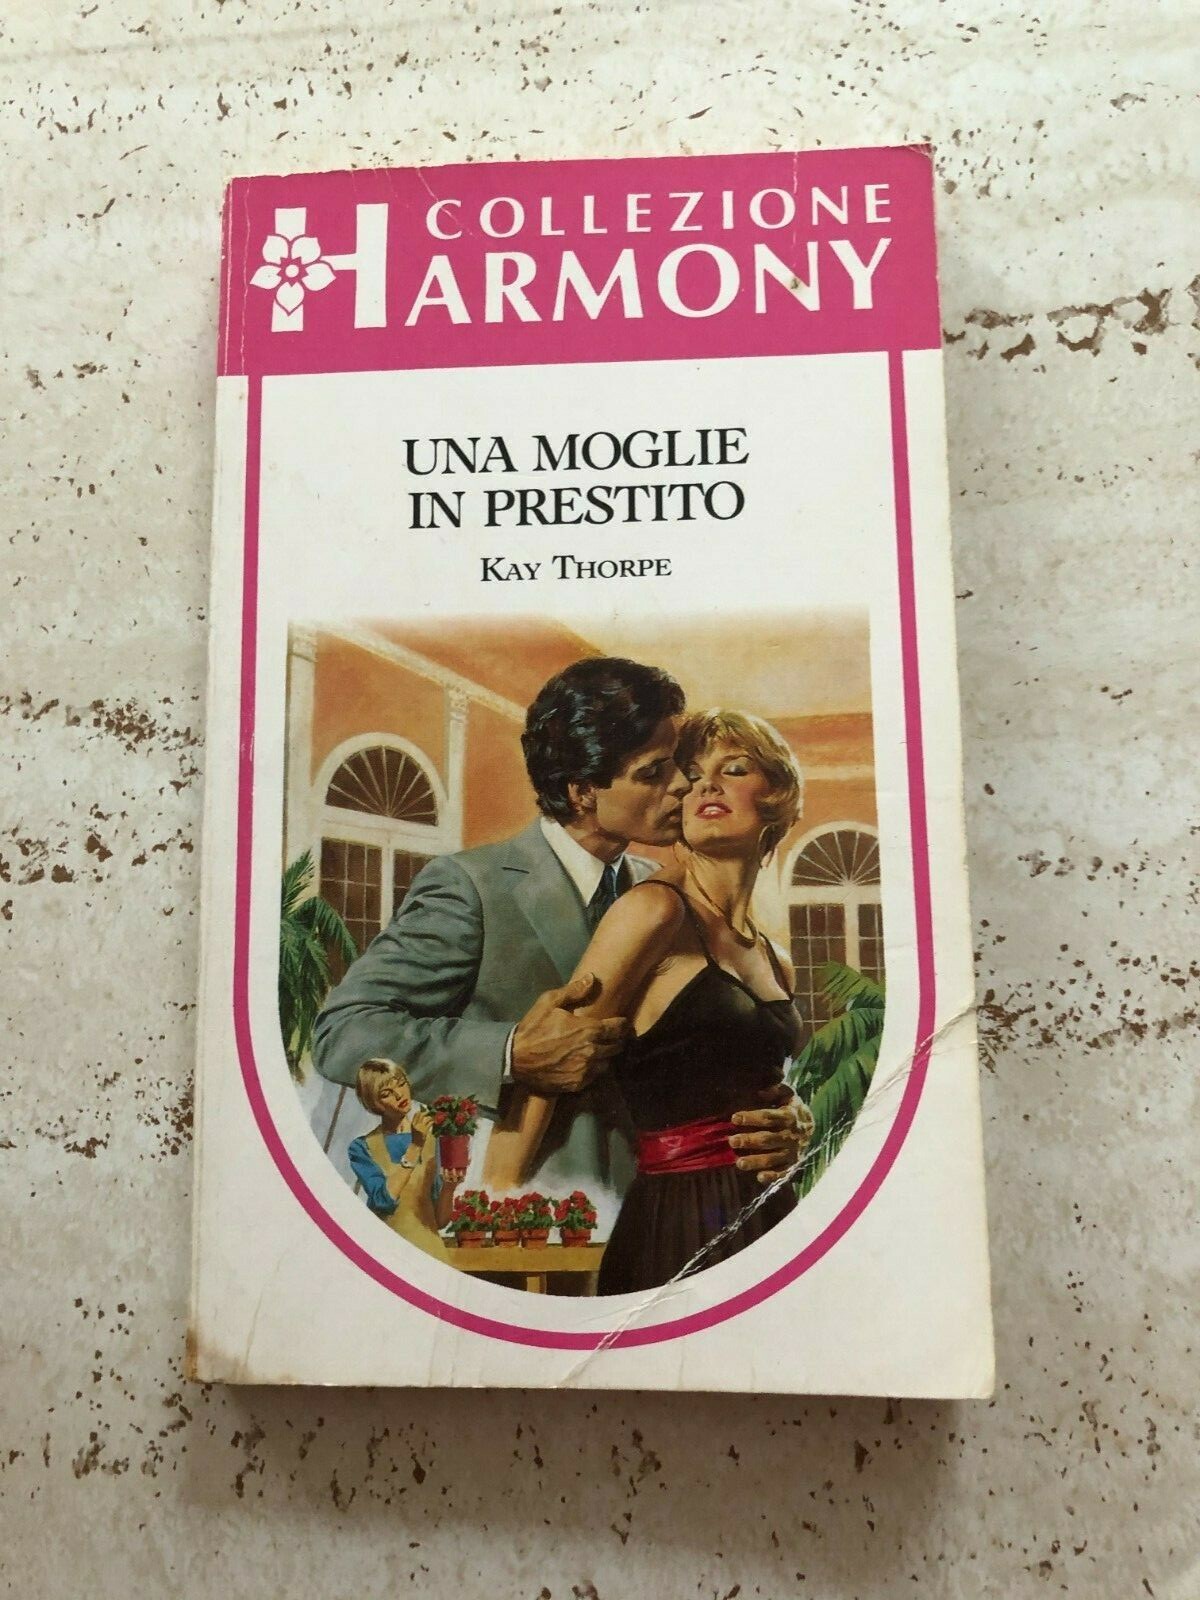 COLLEZIONE
HARMONY
UNA MOGLIE
IN PRESTITO
KAY THORPE